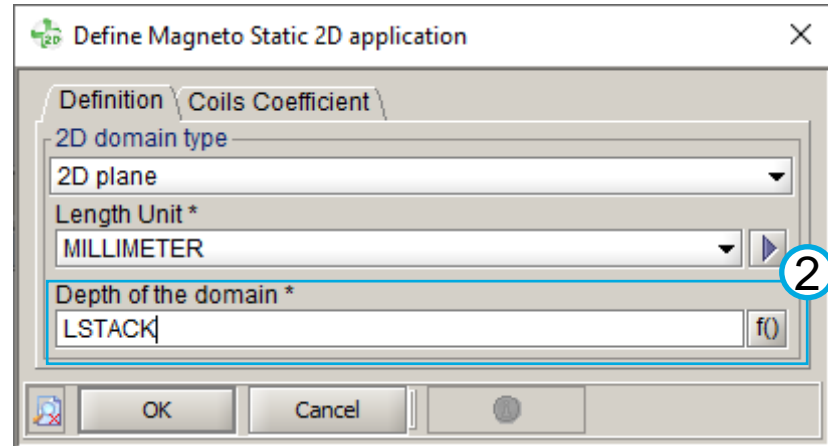 Define Magneto Static 2D application
Definition Coils Coefficient
2D domain type
2D plane
Length Unit *
MILLIMETER
2
Depth of the domain *
LSTACK f()
OK Cancel